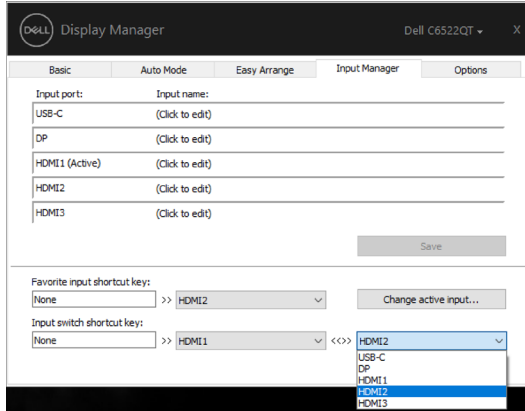 DELL Display Manager Dell C6522QT X
Basic Auto Mode Easy Arrange Input Manager Options
Input port: Input name:
USB-C (Click to edit)
DP (Click to edit)
HDMI1 (Active) (Click to edit)
HDMI2 (Click to edit)
HDMI3 (Click to edit)
Save
Favorite input shortcut key:
None >> HDMI2 Change active input...
Input switch shortcut key:
None >> HDMI1 <<>> HDMI2
USB-C
DP
HDMI1
HDMI2
HDMI3